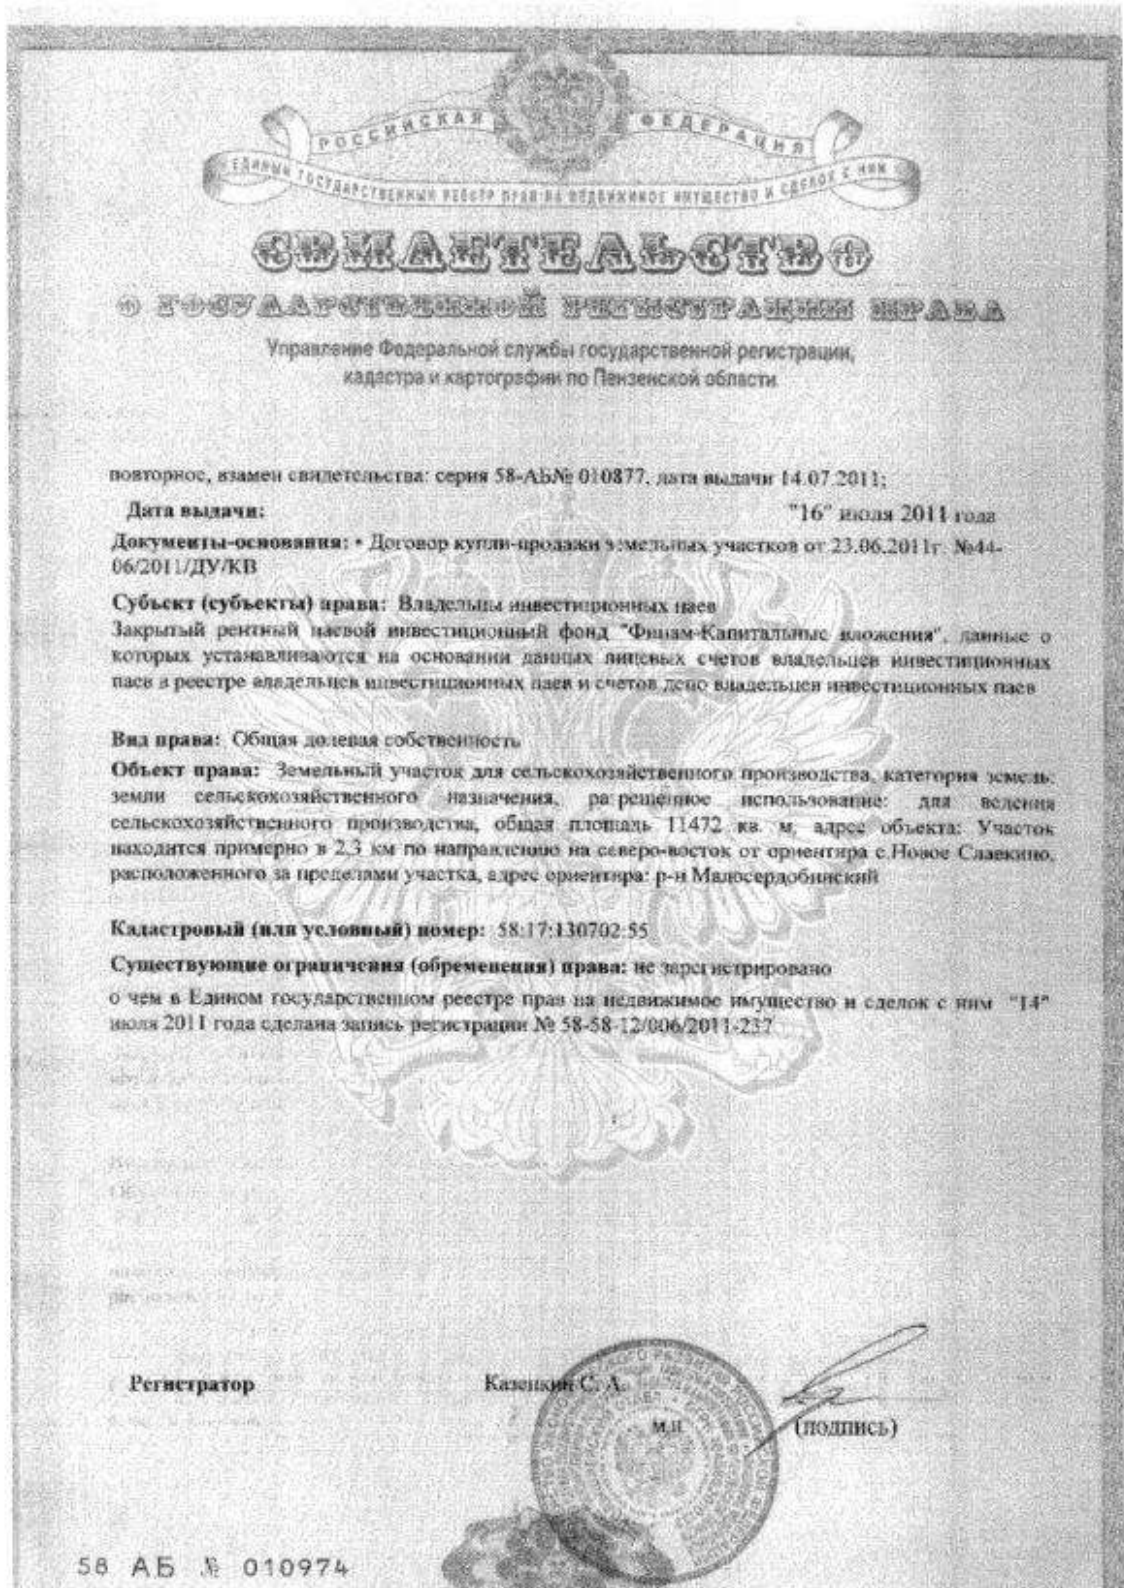 РОССИЙСКАЯ ФЕДЕРАЦИЯ
ЕДИНЫЙ ГОСУДАРСТВЕННЫЙ РЕЕСТР ПРАВ НА НЕДВИЖИМОЕ ИМУЩЕСТВО И СДЕЛОК С НИМ
СВИДЕТЕЛЬСТВО
О ГОСУДАРСТВЕННОЙ РЕГИСТРАЦИИ ПРАВА
Управление Федеральной службы государственной регистрации,
кадастра и картографии по Пензенской области
повторное, взамен свидетельства: серия 58-АБ№ 010877, дата выдачи 14.07.2011;
Дата выдачи: "16" июля 2011 года
Документы-основания: • Договор купли-продажи земельных участков от 23.06.2011г. №44-
06/2011/ДУ/КВ
Субъект (субъекты) права: Владельцы инвестиционных паев
Закрытый рентный паевой инвестиционный фонд "Финам-Капитальные вложения", данные о
которых устанавливаются на основании данных лицевых счетов владельцев инвестиционных
паев в реестре владельцев инвестиционных паев и счетов депо владельцев инвестиционных паев
Вид права: Общая долевая собственность
Объект права: Земельный участок для сельскохозяйственного производства, категория земель:
земли сельскохозяйственного назначения, разрешенное использование: для ведения
сельскохозяйственного производства, общая площадь 11472 кв. м, адрес объекта: Участок
находится примерно в 2,3 км по направлению на северо-восток от ориентира с.Новое Славкино,
расположенного за пределами участка, адрес ориентира: р-н Малосердобинский
Кадастровый (или условный) номер: 58:17:130702:55
Существующие ограничения (обременения) права: не зарегистрировано
о чем в Едином государственном реестре прав на недвижимое имущество и сделок с ним "14"
июля 2011 года сделана запись регистрации № 58-58-12/006/2011-237
Регистратор Казенкин С. А.
м.п. (подпись)
58 АБ № 010974